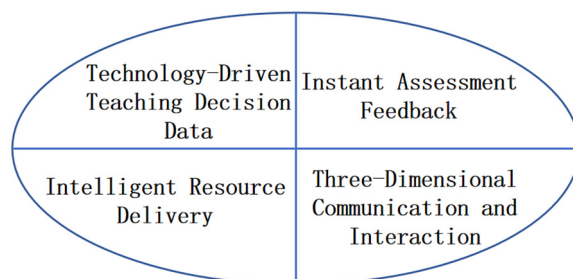 Technology-Driven
Teaching Decision
Data
Instant Assessment
Feedback
Intelligent Resource
Delivery
Three-Dimensional
Communication and
Interaction